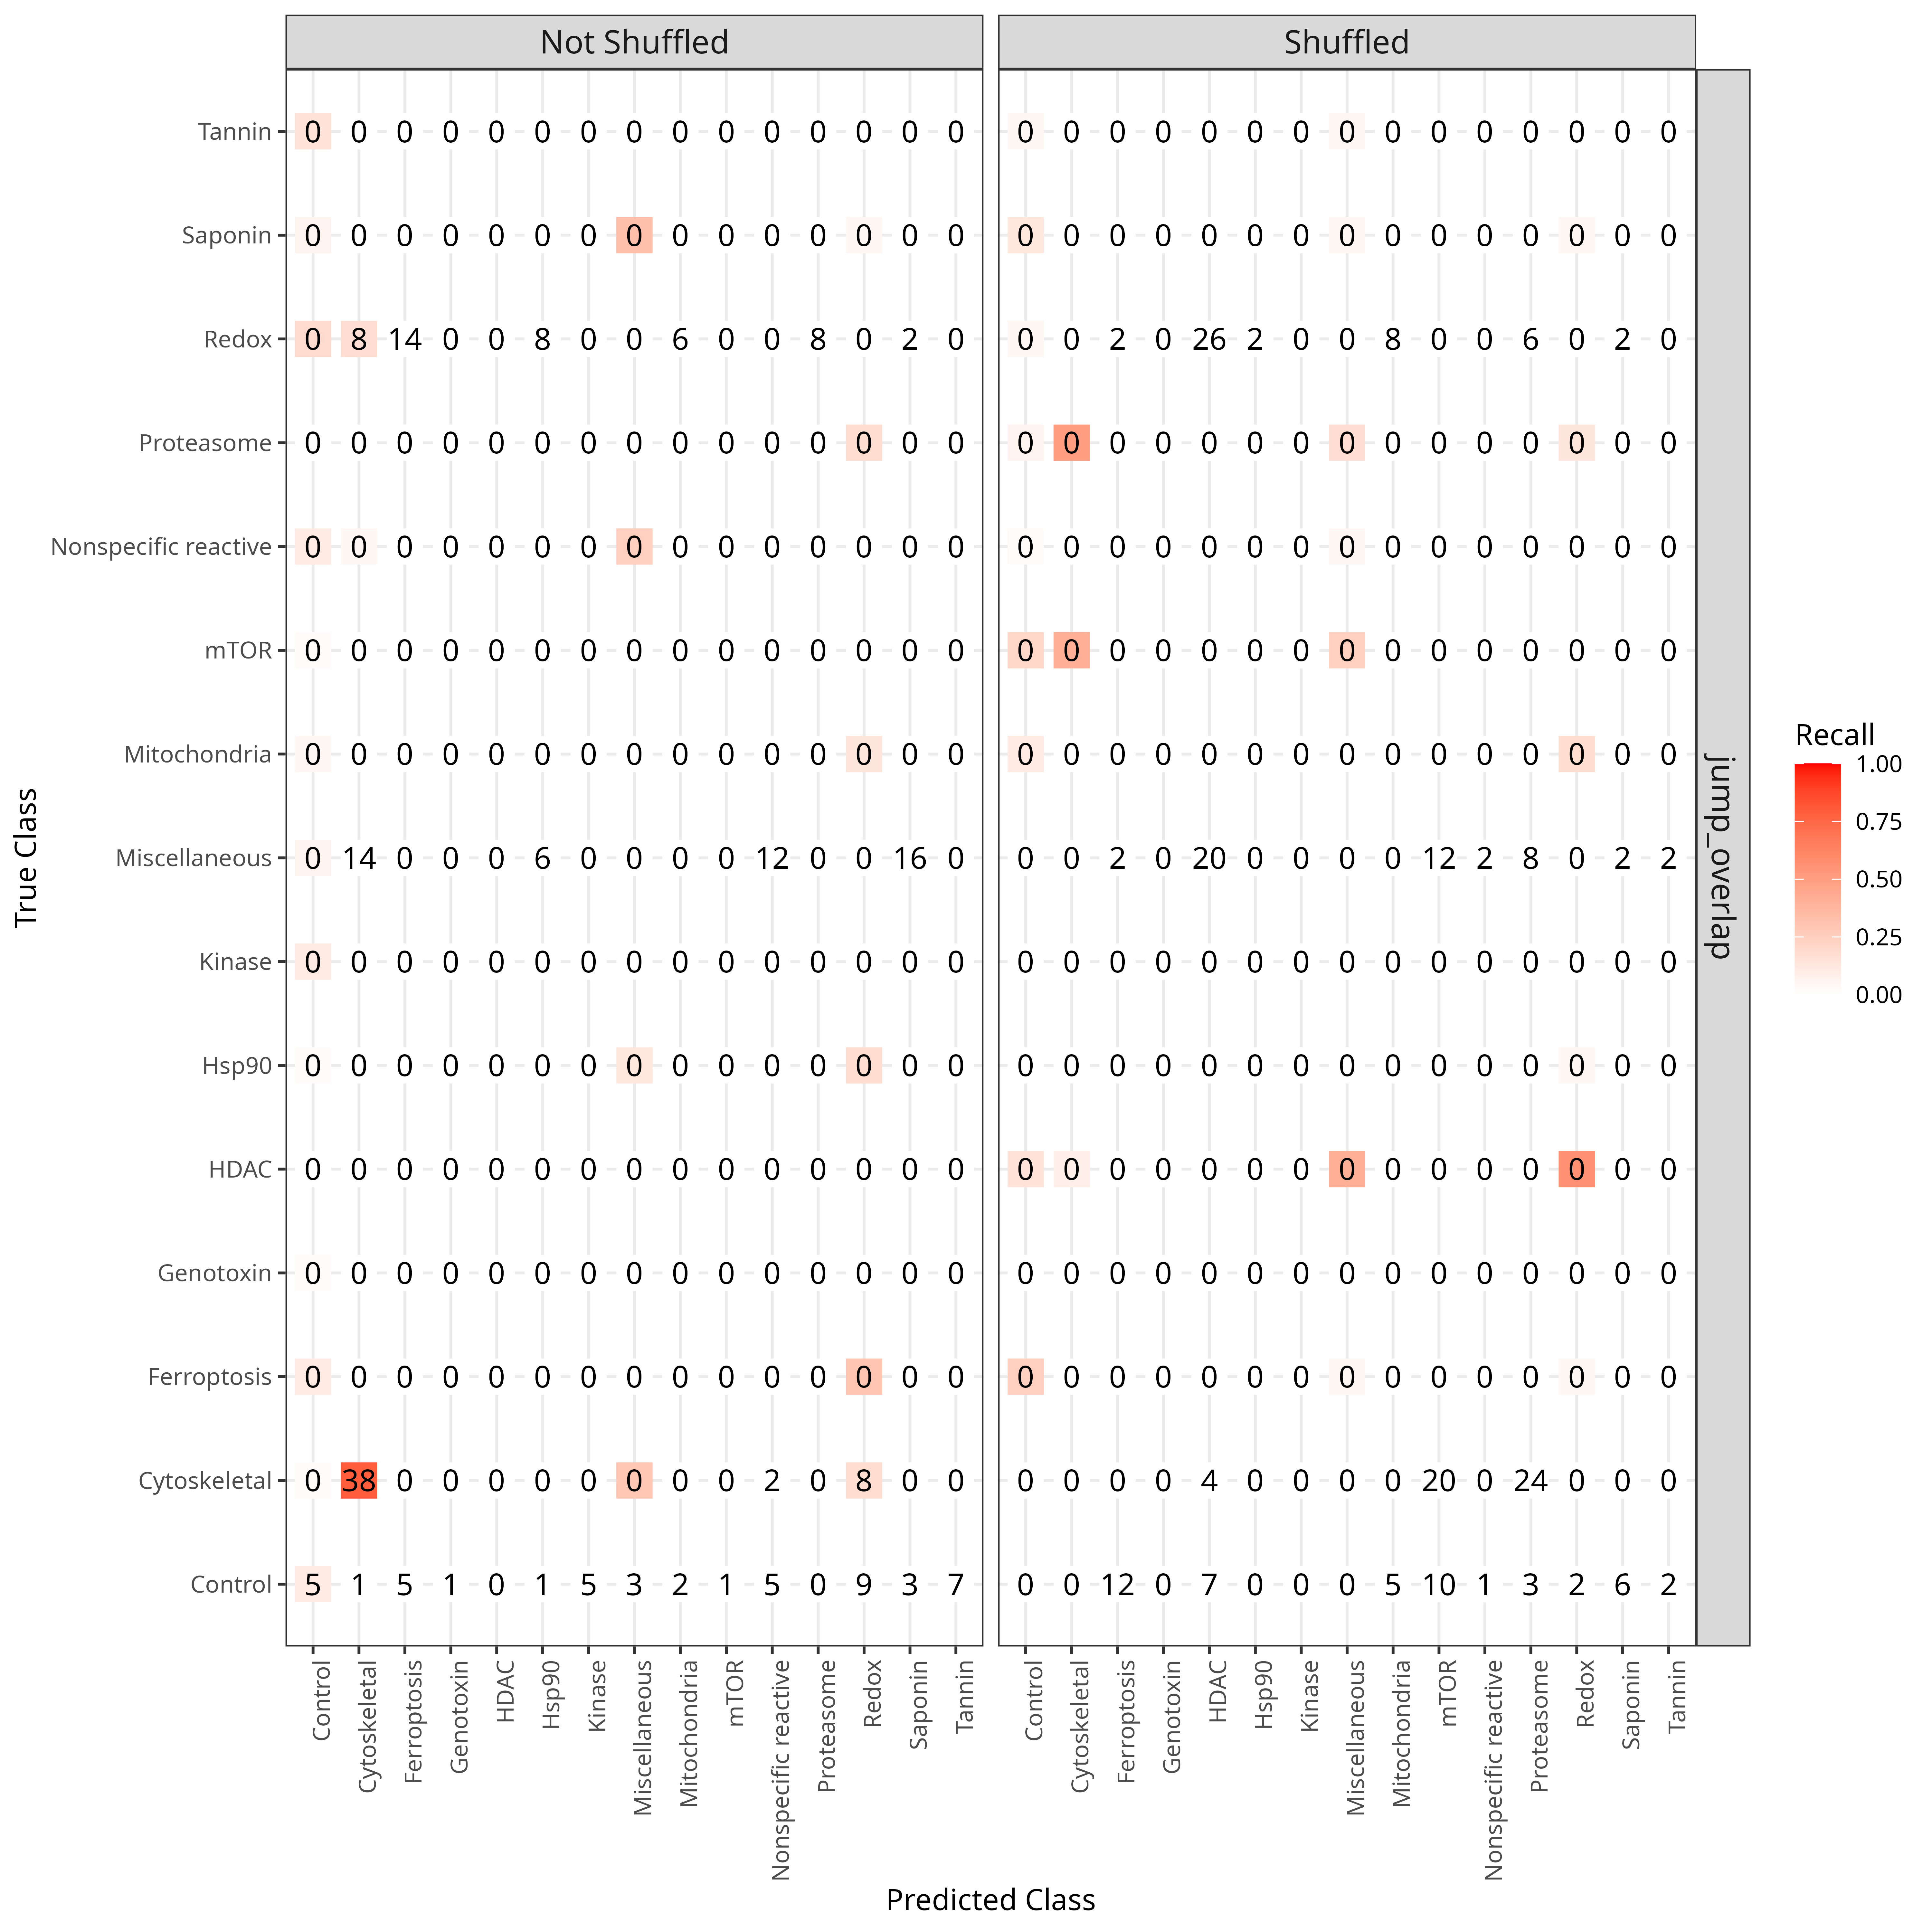 Not Shuffled Shuffled
Tannin 0 0 0 0 0 0 0 0 0 0 0 0 0 0 0 0 0 0 0 0 0 0 0 0 0 0 0 0 0 0
Saponin 0 0 0 0 0 0 0 0 0 0 0 0 0 0 0 0 0 0 0 0 0 0 0 0 0 0 0 0 0 0
Redox 0 8 14 0 0 8 0 0 6 0 0 8 0 2 0 0 0 2 0 26 2 0 0 8 0 0 6 0 2 0
Proteasome 0 0 0 0 0 0 0 0 0 0 0 0 0 0 0 0 0 0 0 0 0 0 0 0 0 0 0 0 0 0
Nonspecific reactive 0 0 0 0 0 0 0 0 0 0 0 0 0 0 0 0 0 0 0 0 0 0 0 0 0 0 0 0 0 0
mTOR 0 0 0 0 0 0 0 0 0 0 0 0 0 0 0 0 0 0 0 0 0 0 0 0 0 0 0 0 0 0
Mitochondria 0 0 0 0 0 0 0 0 0 0 0 0 0 0 0 0 0 0 0 0 0 0 0 0 0 0 0 0 0 0
Miscellaneous 0 14 0 0 0 6 0 0 0 0 12 0 0 16 0 0 0 2 0 20 0 0 0 0 12 2 8 0 2 2
Kinase 0 0 0 0 0 0 0 0 0 0 0 0 0 0 0 0 0 0 0 0 0 0 0 0 0 0 0 0 0 0
Hsp90 0 0 0 0 0 0 0 0 0 0 0 0 0 0 0 0 0 0 0 0 0 0 0 0 0 0 0 0 0 0
HDAC 0 0 0 0 0 0 0 0 0 0 0 0 0 0 0 0 0 0 0 0 0 0 0 0 0 0 0 0 0 0
Genotoxin 0 0 0 0 0 0 0 0 0 0 0 0 0 0 0 0 0 0 0 0 0 0 0 0 0 0 0 0 0 0
Ferroptosis 0 0 0 0 0 0 0 0 0 0 0 0 0 0 0 0 0 0 0 0 0 0 0 0 0 0 0 0 0 0
Cytoskeletal 0 38 0 0 0 0 0 0 0 0 2 0 8 0 0 0 0 0 0 4 0 0 0 0 20 0 24 0 0 0
Control 5 1 5 1 0 1 5 3 2 1 5 0 9 3 7 0 0 12 0 7 0 0 0 5 10 1 3 2 6 2
Control Cytoskeletal Ferroptosis Genotoxin HDAC Hsp90 Kinase Miscellaneous Mitochondria mTOR Nonspecific reactive Proteasome Redox Saponin Tannin Control Cytoskeletal Ferroptosis Genotoxin HDAC Hsp90 Kinase Miscellaneous Mitochondria mTOR Nonspecific reactive Proteasome Redox Saponin Tannin
Predicted Class
True Class
jump_overlap
Recall
1.00
0.75
0.50
0.25
0.00